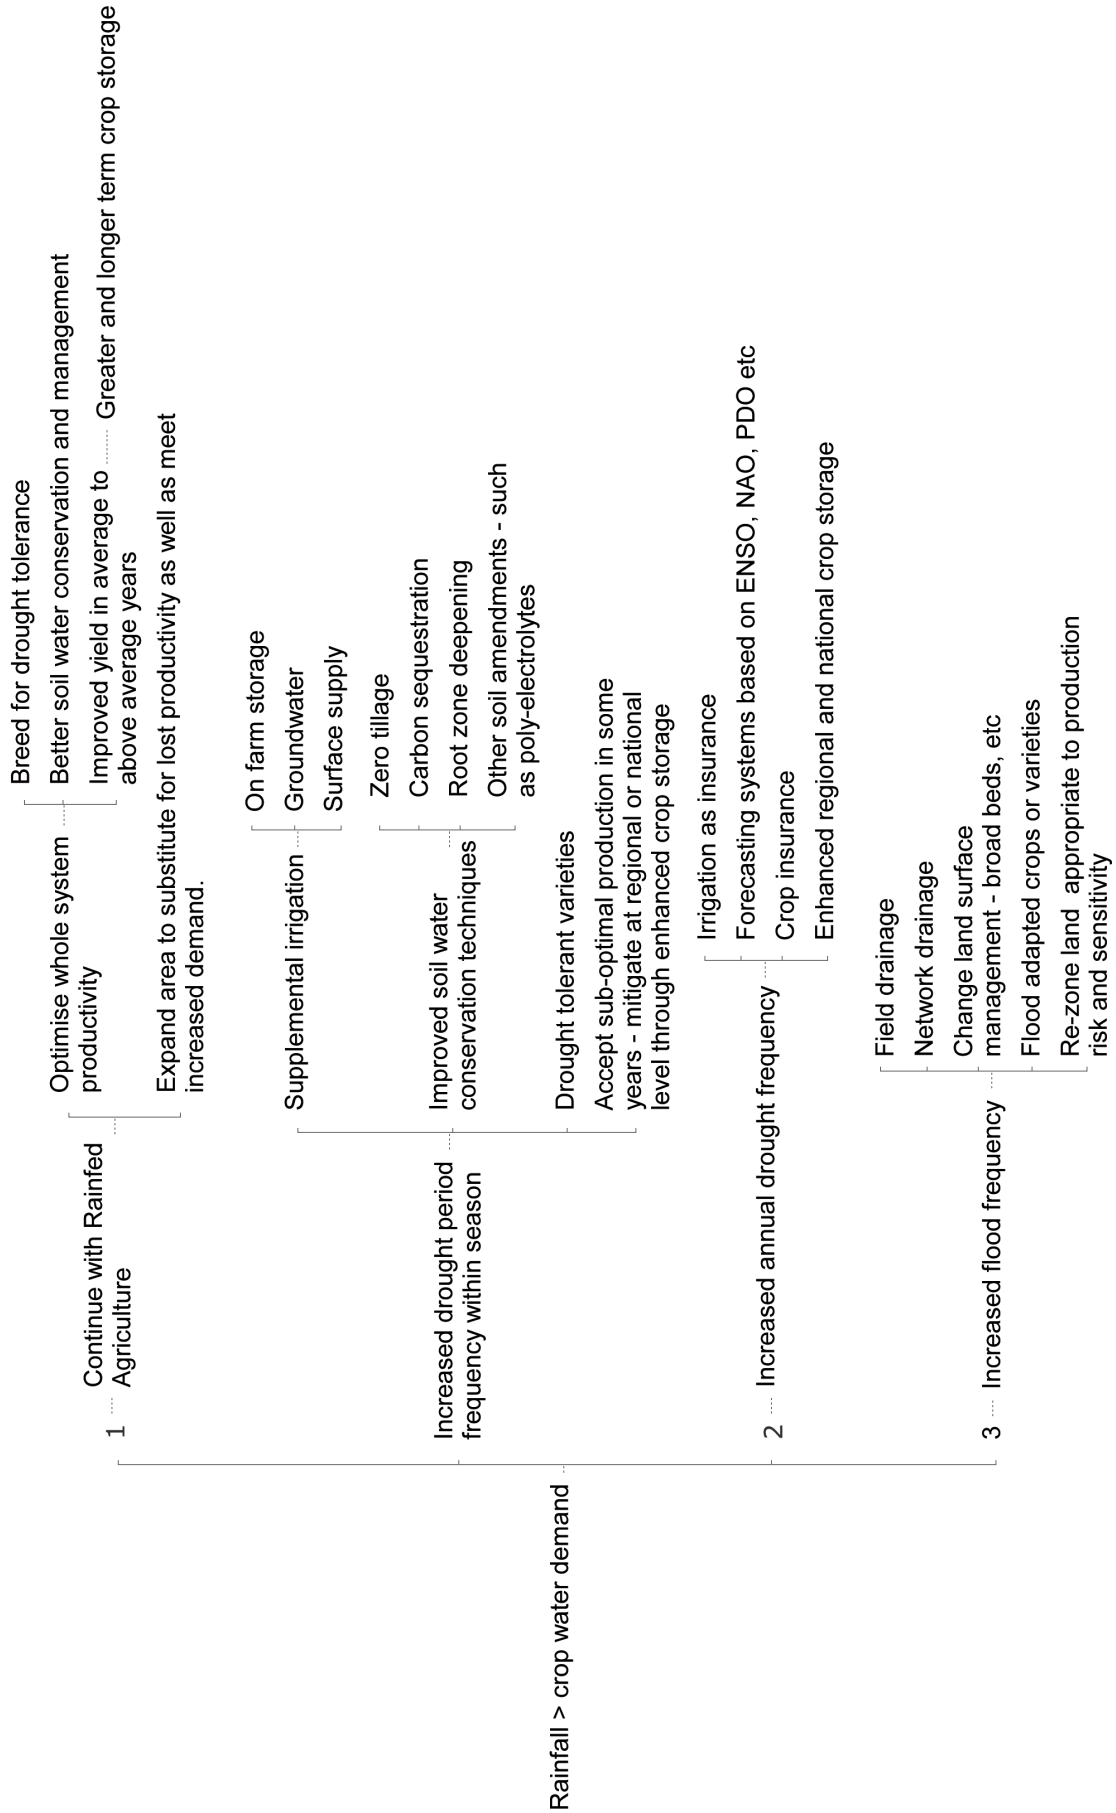 Rainfall > crop water demand
1
Continue with Rainfed
Agriculture
Optimise whole system
productivity
Breed for drought tolerance
Better soil water conservation and management
Improved yield in average to
above average years
Greater and longer term crop storage
Expand area to substitute for lost productivity as well as meet
increased demand.
Increased drought period
frequency within season
Supplemental irrigation
On farm storage
Groundwater
Surface supply
Improved soil water
conservation techniques
Zero tillage
Carbon sequestration
Root zone deepening
Other soil amendments - such
as poly-electrolytes
Drought tolerant varieties
Accept sub-optimal production in some
years - mitigate at regional or national
level through enhanced crop storage
2
Increased annual drought frequency
Irrigation as insurance
Forecasting systems based on ENSO, NAO, PDO etc
Crop insurance
Enhanced regional and national crop storage
3
Increased flood frequency
Field drainage
Network drainage
Change land surface
management - broad beds, etc
Flood adapted crops or varieties
Re-zone land appropriate to production
risk and sensitivity